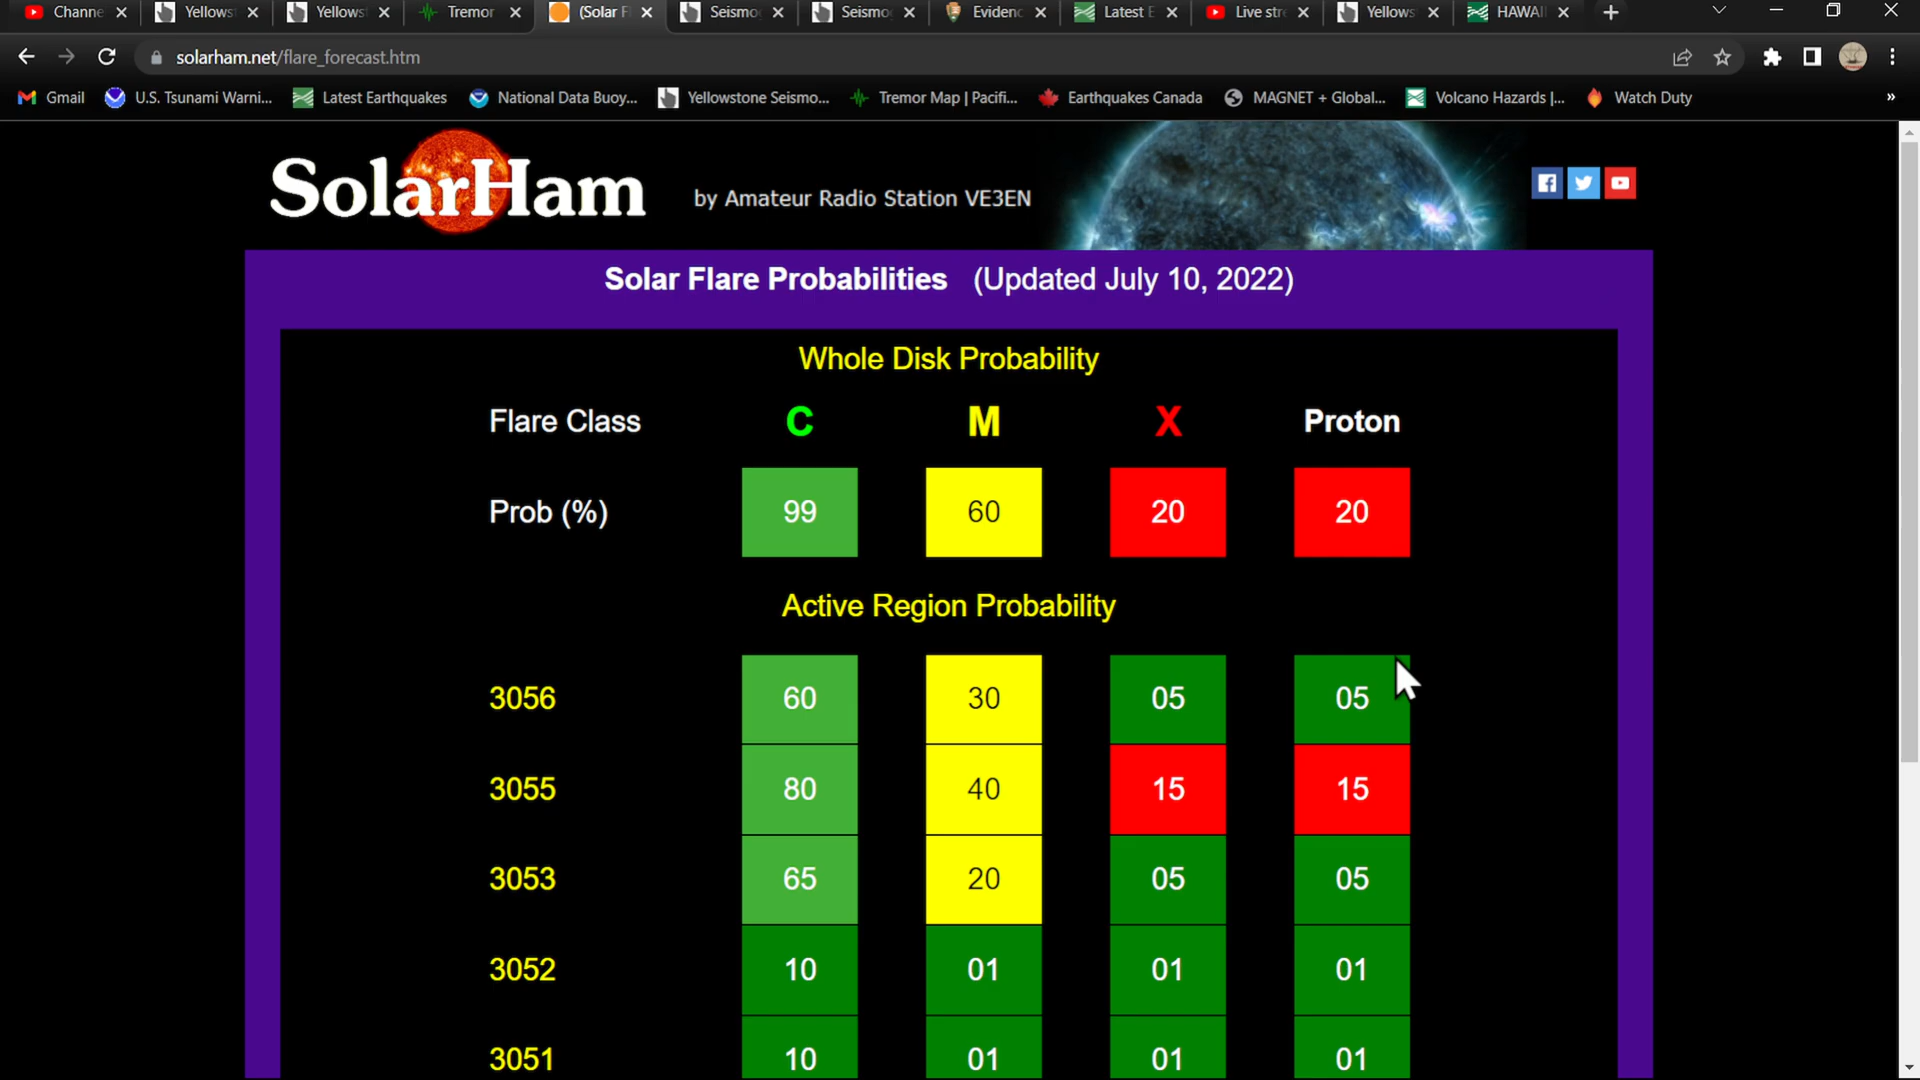 Channe
Yellows
Yellows
Tremor
(Solar F
Seismo
Seismo
Evidenc
Latest E
Live str
Yellows
HAWAII
solarham.net/flare_forecast.htm
Gmail
U.S. Tsunami Warni...
Latest Earthquakes
National Data Buoy...
Yellowstone Seismo...
Tremor Map | Pacifi...
Earthquakes Canada
MAGNET + Global...
Volcano Hazards |...
Watch Duty
»
SolarHam
by Amateur Radio Station VE3EN
Solar Flare Probabilities (Updated July 10, 2022)
Whole Disk Probability
Flare Class C M X Proton
Prob (%) 99 60 20 20
Active Region Probability
3056 60 30 05 05
3055 80 40 15 15
3053 65 20 05 05
3052 10 01 01 01
3051 10 01 01 01